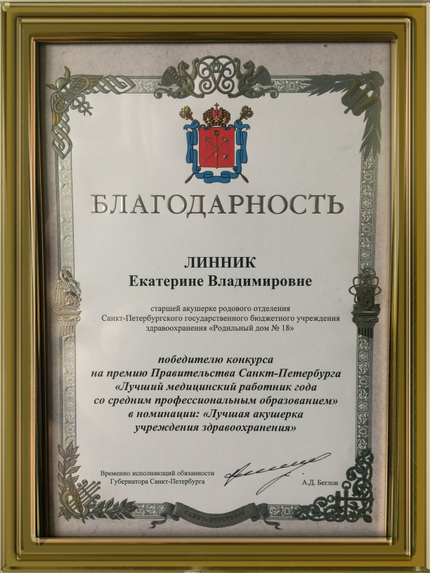 БЛАГОДАРНОСТЬ
ЛИННИК
Екатерине Владимировне
старшей акушерке родового отделения
Санкт-Петербургского государственного бюджетного учреждения
здравоохранения «Родильный дом № 18»
победителю конкурса
на премию Правительства Санкт-Петербурга
«Лучший медицинский работник года
со средним профессиональным образованием»
в номинации: «Лучшая акушерка
учреждения здравоохранения»
Временно исполняющий обязанности
Губернатора Санкт-Петербурга
А.Д. Беглов
САНКТ-ПЕТЕРБУРГ